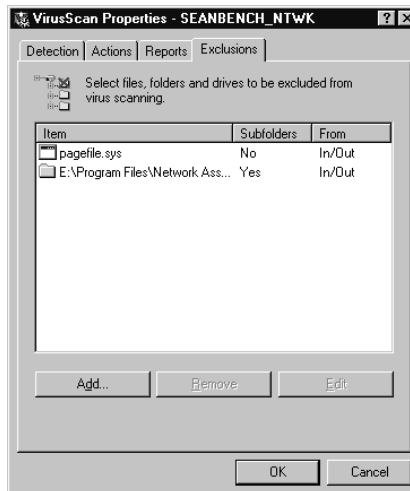 VirusScan Properties - SEANBENCH_NTWK
Detection Actions Reports Exclusions
Select files, folders and drives to be excluded from
virus scanning.
Item Subfolders From
pagefile.sys No In/Out
E:\Program Files\Network Ass... Yes In/Out
Add... Remove Edit
OK Cancel